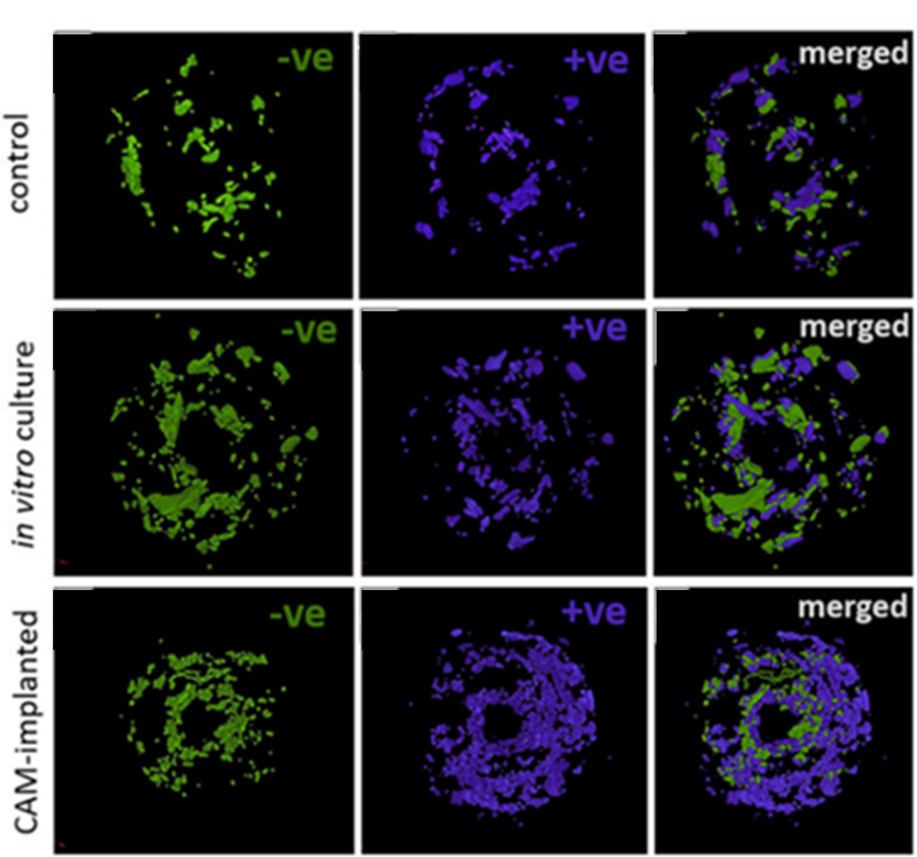 control
-ve
+ve
merged
in vitro culture
-ve
+ve
merged
CAM-implanted
-ve
+ve
merged